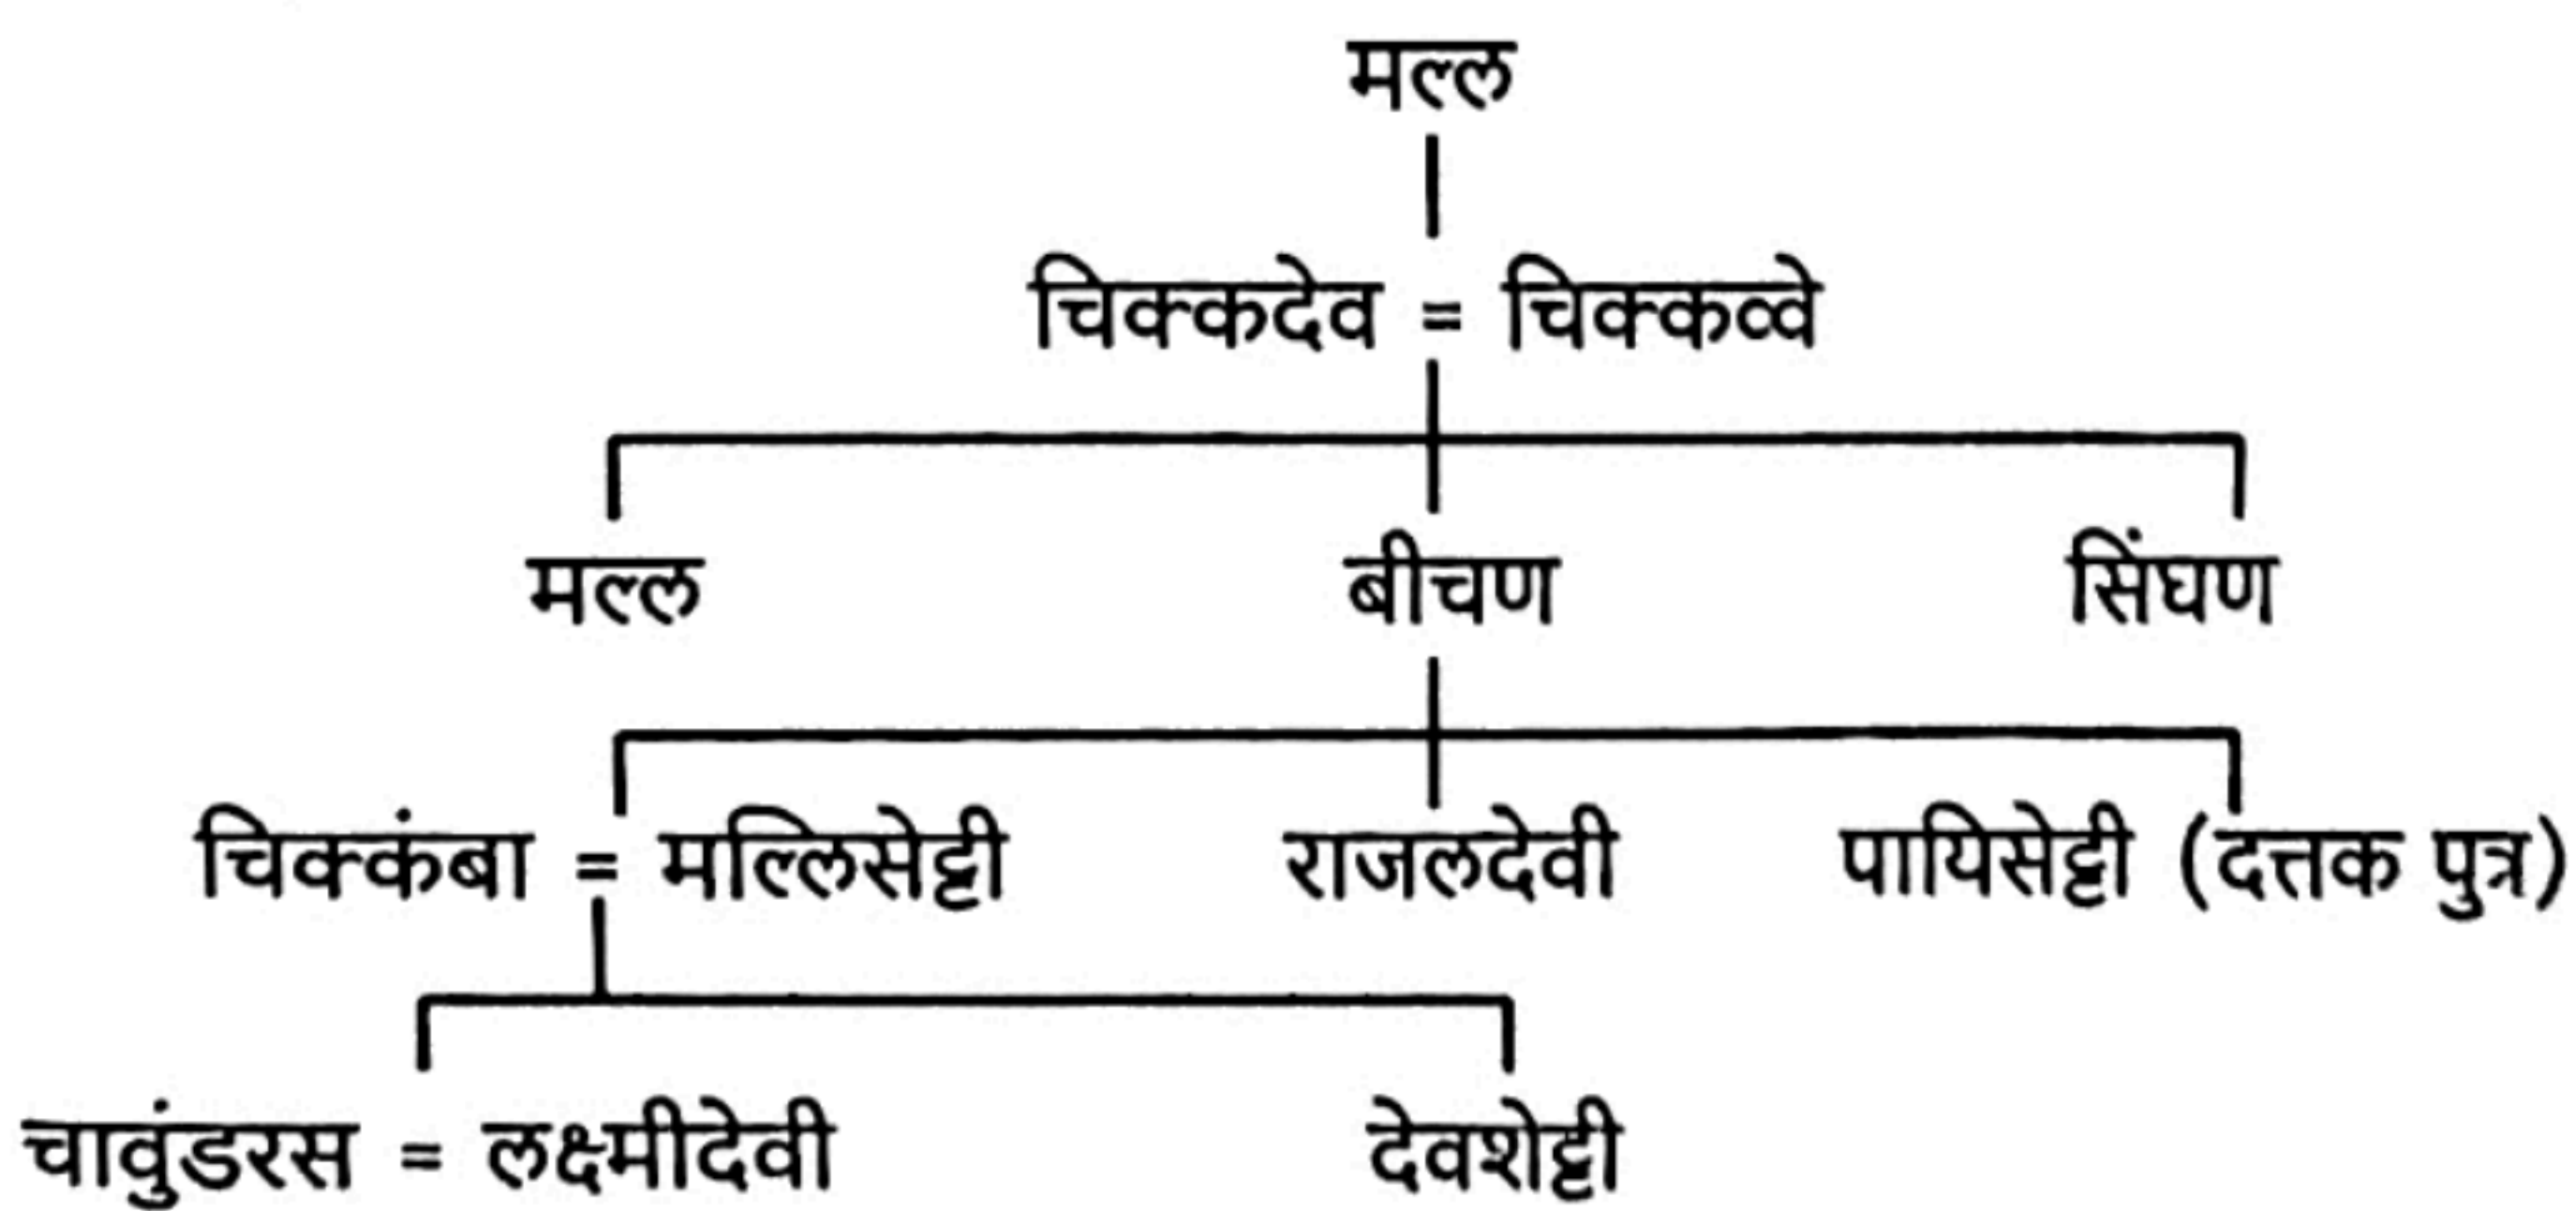 मल्ल
चिक्कदेव = चिक्कव्वे
मल्ल बीचण सिंघण
चिक्कंबा = मल्लिसेट्टी राजलदेवी पायिसेट्टी (दत्तक पुत्र)
चावुंडरस = लक्ष्मीदेवी देवशेट्टी